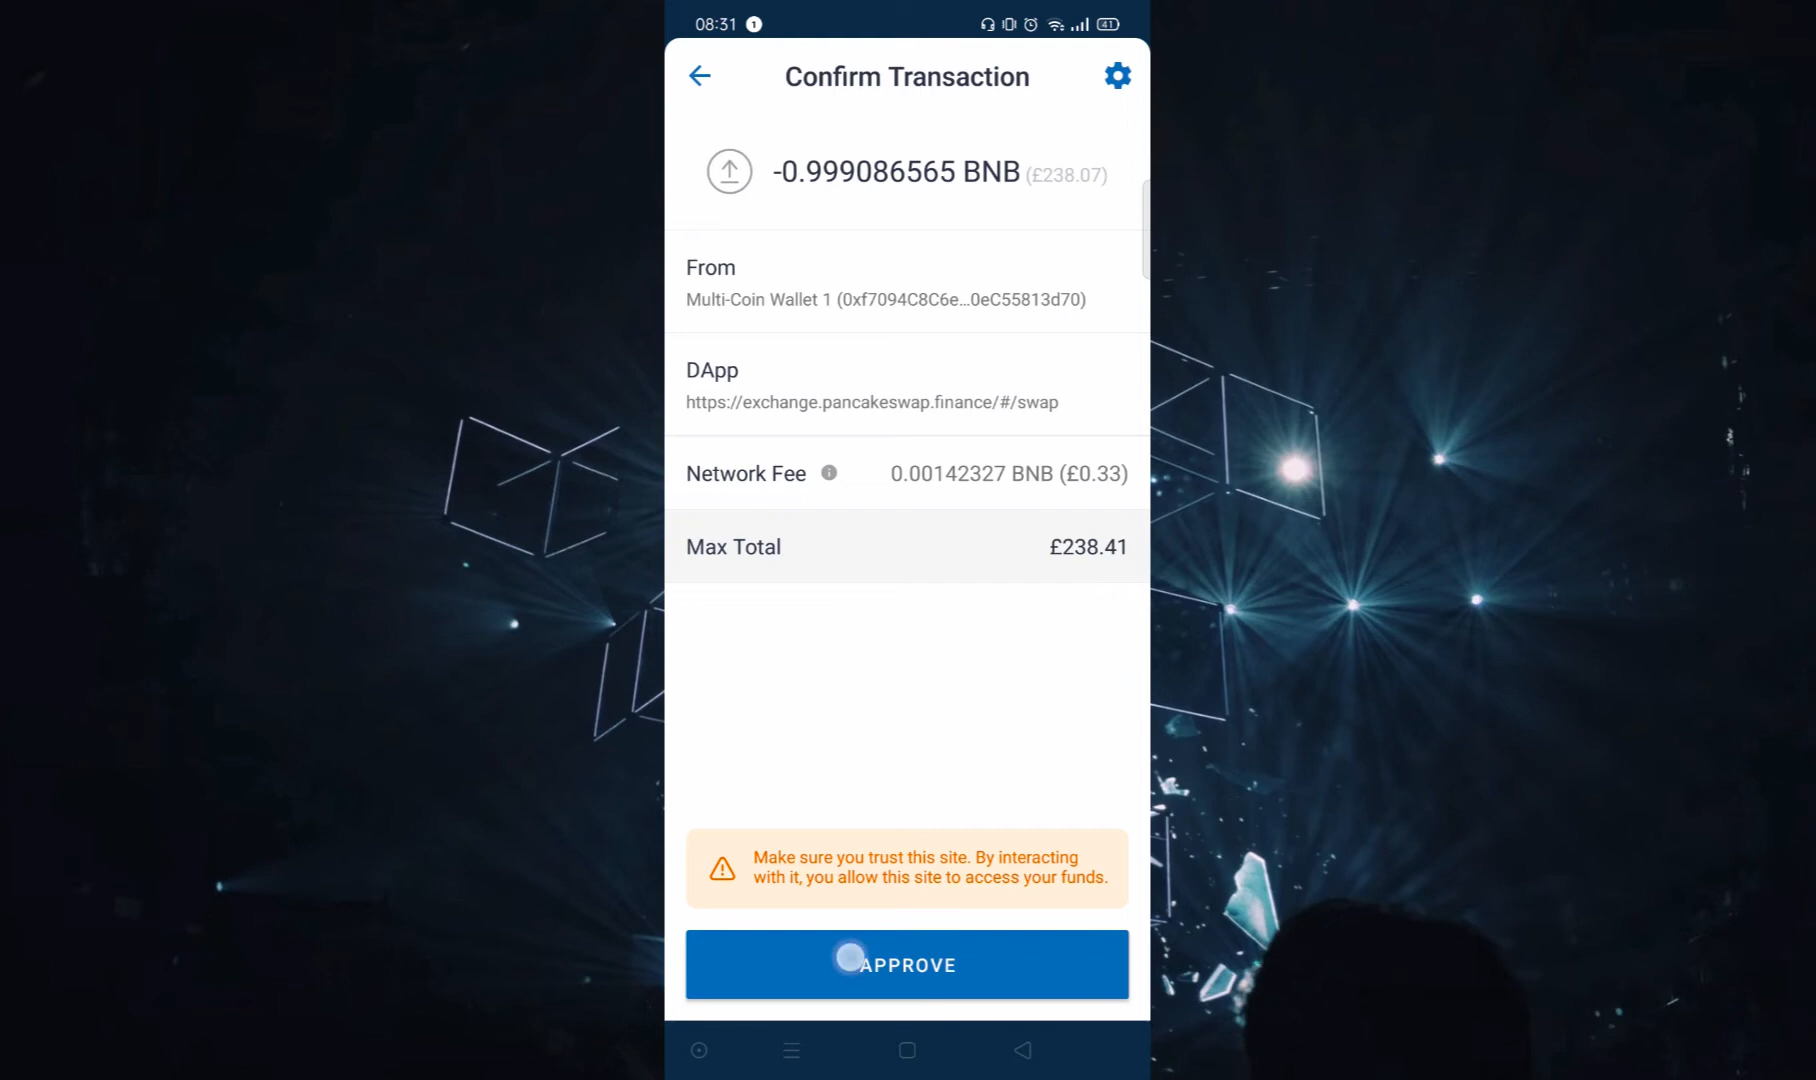 08:31 1 41
Confirm Transaction
-0.999086565 BNB (£238.07)
From
Multi-Coin Wallet 1 (0xf7094C8C6e...0eC55813d70)
DApp
https://exchange.pancakeswap.finance/#/swap
Network Fee 0.00142327 BNB (£0.33)
Max Total £238.41
Make sure you trust this site. By interacting
with it, you allow this site to access your funds.
APPROVE